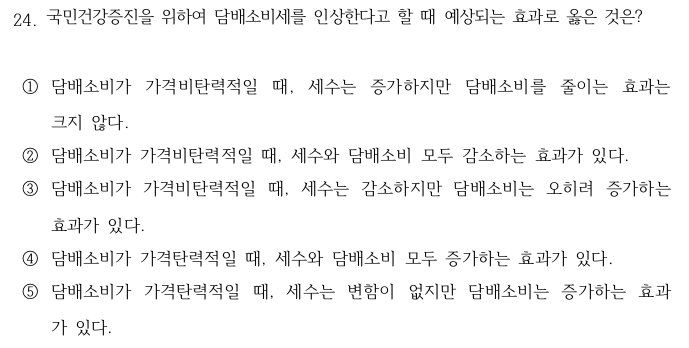 24. 국민건강증진을 위하여 담배소비세를 인상한다고 할 때 예상되는 효과로 옳은 것은?
① 담배소비가 가격비탄력적일 때, 세수는 증가하지만 담배소비를 줄이는 효과는
크지 않다.
② 담배소비가 가격비탄력적일 때, 세수와 담배소비 모두 감소하는 효과가 있다.
③ 담배소비가 가격비탄력적일 때, 세수는 감소하지만 담배소비는 오히려 증가하는
효과가 있다.
④ 담배소비가 가격탄력적일 때, 세수와 담배소비 모두 증가하는 효과가 있다.
⑤ 담배소비가 가격탄력적일 때, 세수는 변함이 없지만 담배소비는 증가하는 효과
가 있다.